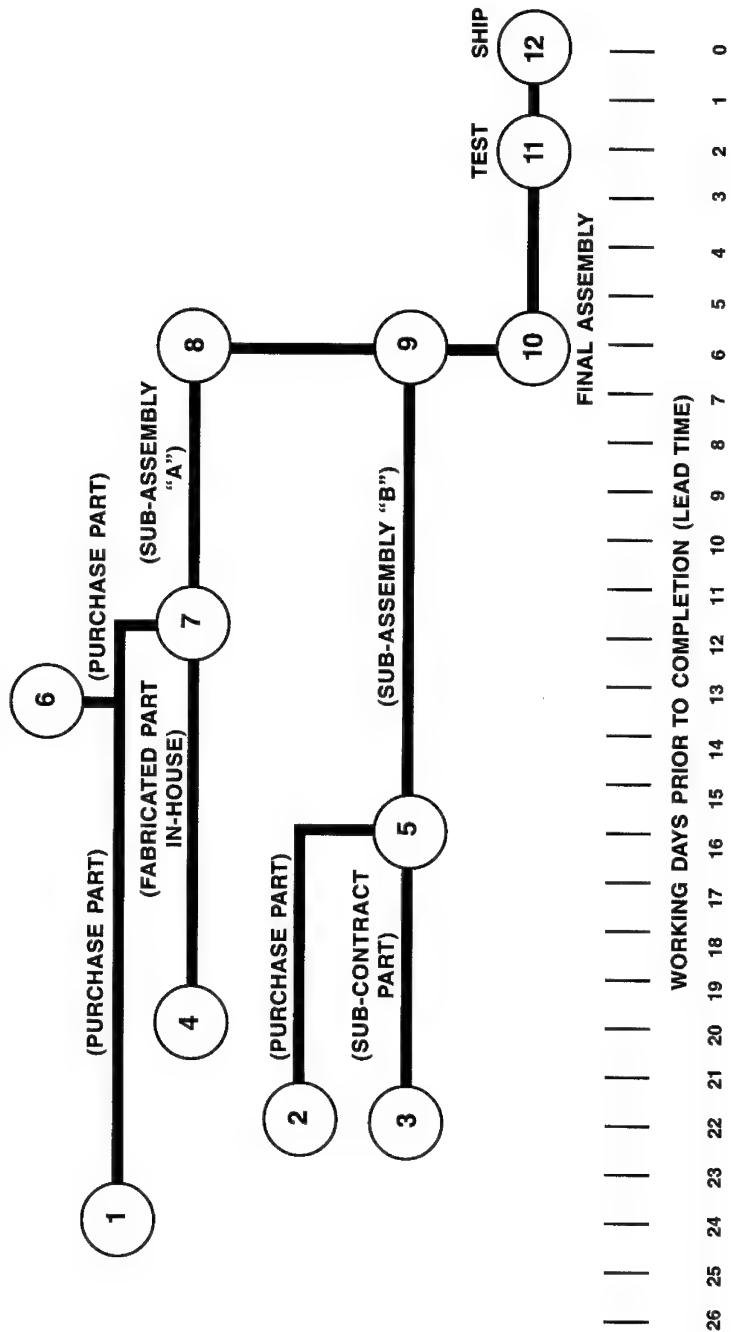 6
(PURCHASE PART)
(PURCHASE PART)
1
(FABRICATED PART
IN-HOUSE)
(SUB-ASSEMBLY
“A”)
4
7
8
(PURCHASE PART)
2
(SUB-CONTRACT
PART)
3
5
(SUB-ASSEMBLY “B”)
9
TEST
SHIP
10
11
12
FINAL ASSEMBLY
WORKING DAYS PRIOR TO COMPLETION (LEAD TIME)
26 25 24 23 22 21 20 19 18 17 16 15 14 13 12 11 10 9 8 7 6 5 4 3 2 1 0